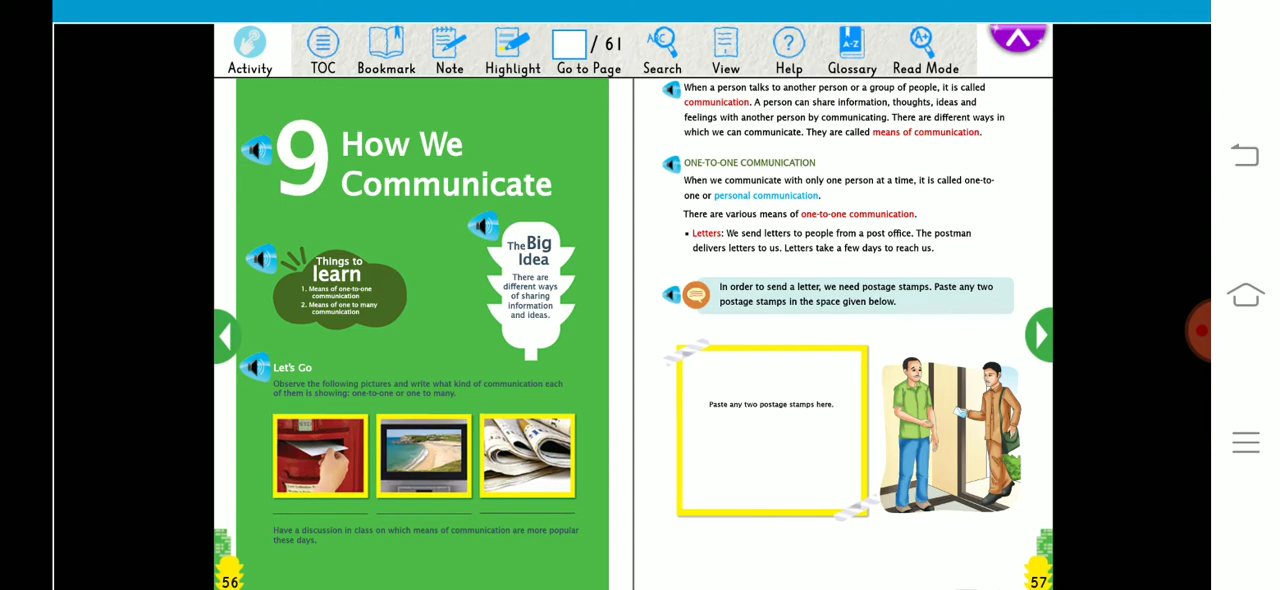 Activity
TOC
Bookmark
Note
Highlight
/ 61
Go to Page
ABC
Search
View
?
Help
A-Z
Glossary
A+
Read Mode
9
How We
Communicate
Things to
learn
1. Means of one-to-one
communication
2. Means of one to many
communication
The Big
Idea
There are
different ways
of sharing
information
and ideas.
Let's Go
Observe the following pictures and write what kind of communication each
of them is showing: one-to-one or one to many.
Have a discussion in class on which means of communication are more popular
these days.
56
When a person talks to another person or a group of people, it is called
communication. A person can share information, thoughts, ideas and
feelings with another person by communicating. There are different ways in
which we can communicate. They are called means of communication.
ONE-TO-ONE COMMUNICATION
When we communicate with only one person at a time, it is called one-to-
one or personal communication.
There are various means of one-to-one communication.
• Letters: We send letters to people from a post office. The postman
delivers letters to us. Letters take a few days to reach us.
In order to send a letter, we need postage stamps. Paste any two
postage stamps in the space given below.
Paste any two postage stamps here.
57